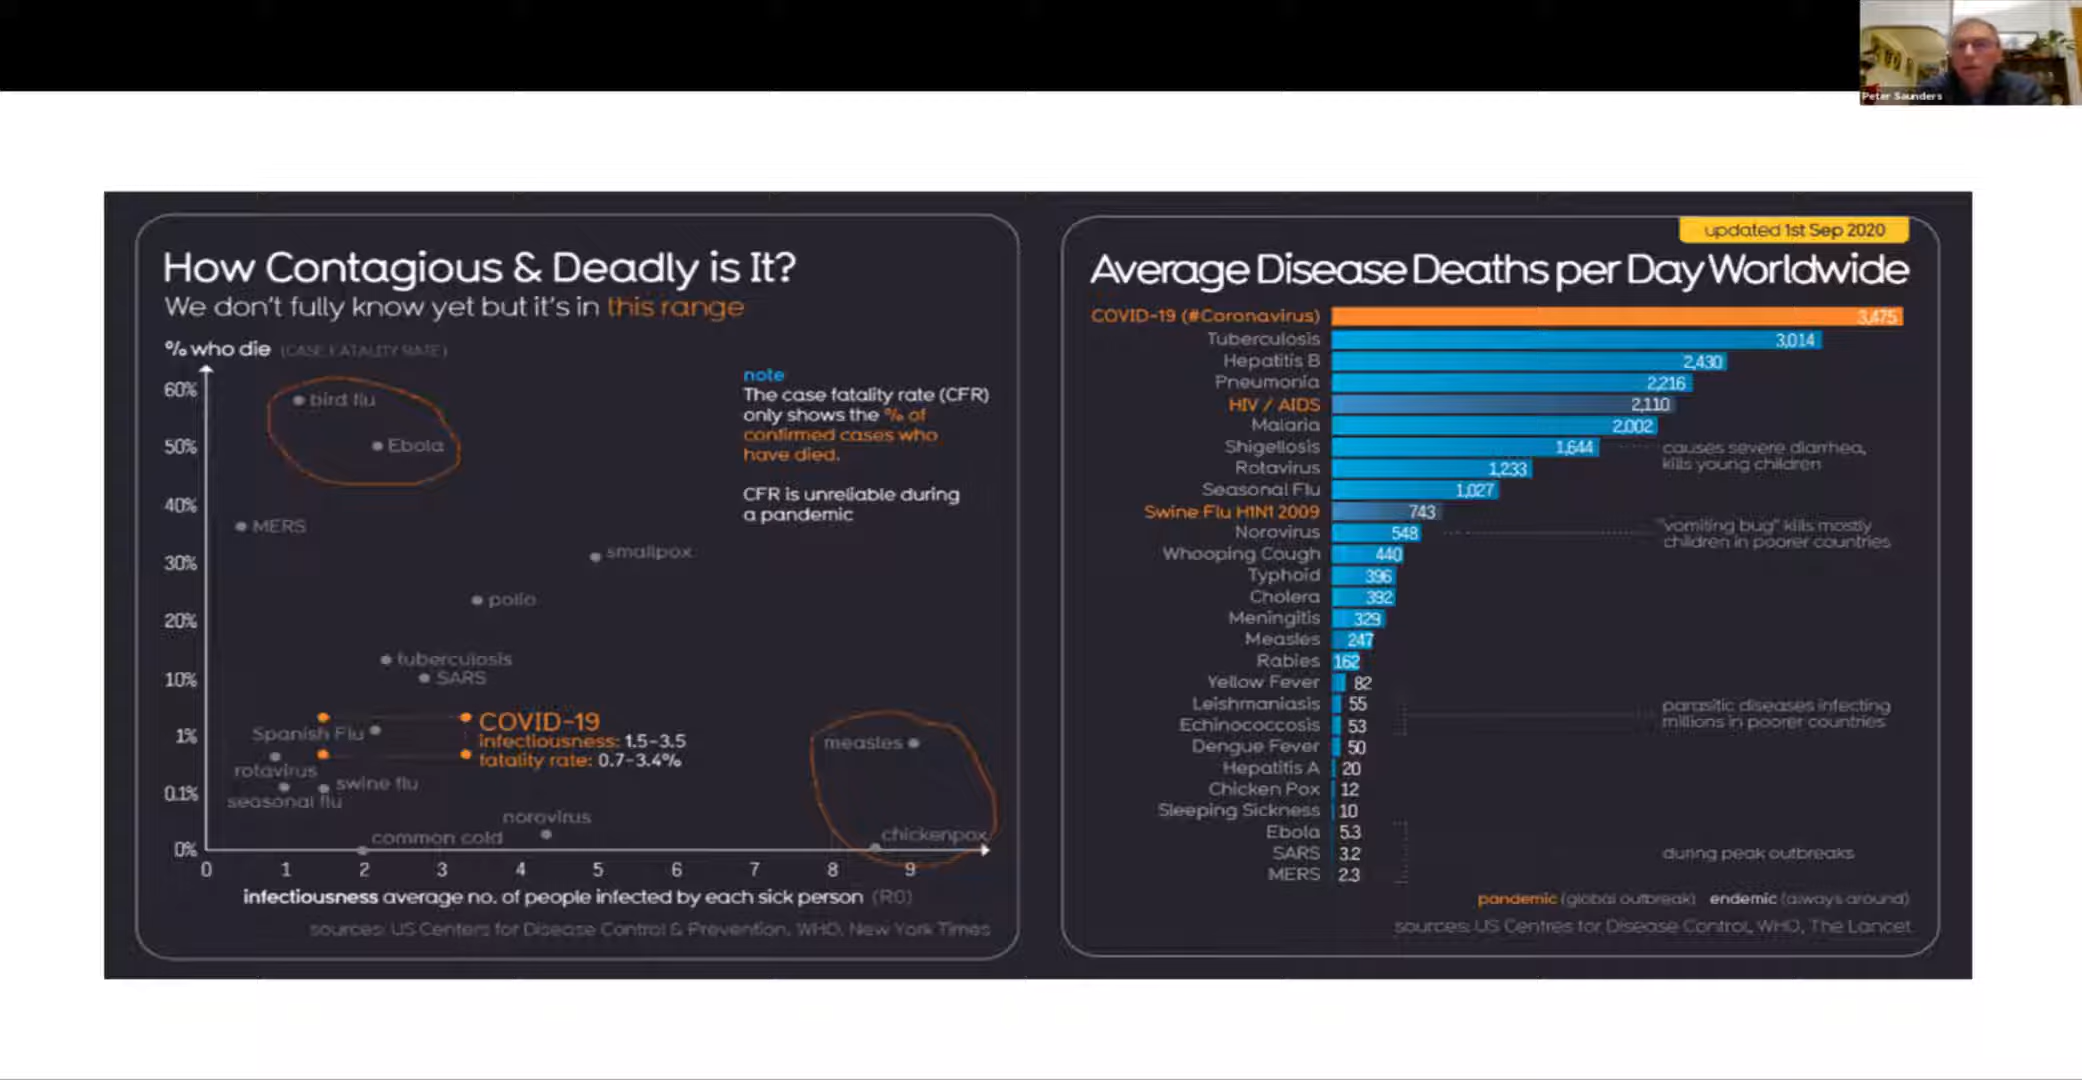 Peter Saunders
How Contagious & Deadly is It?
We don't fully know yet but it's in this range
% who die (CASE FATALITY RATE)
60%
50%
40%
30%
20%
10%
1%
0.1%
0%
bird flu
Ebola
MERS
smallpox
polio
tuberculosis
SARS
Spanish Flu
COVID-19
infectiousness: 1.5-3.5
fatality rate: 0.7-3.4%
measles
rotavirus
swine flu
seasonal flu
norovirus
common cold
chickenpox
note
The case fatality rate (CFR)
only shows the % of
confirmed cases who
have died.
CFR is unreliable during
a pandemic
0 1 2 3 4 5 6 7 8 9
infectiousness average no. of people infected by each sick person (R0)
sources: US Centers for Disease Control & Prevention, WHO, New York Times
updated 1st Sep 2020
Average Disease Deaths per Day Worldwide
COVID-19 (#Coronavirus) 3,475
Tuberculosis 3,014
Hepatitis B 2,430
Pneumonia 2,216
HIV / AIDS 2,110
Malaria 2,002
Shigellosis 1,644
causes severe diarrhea,
kills young children
Rotavirus 1,233
Seasonal Flu 1,027
Swine Flu H1N1 2009 743
Norovirus 548
"vomiting bug" kills mostly
children in poorer countries
Whooping Cough 440
Typhoid 396
Cholera 392
Meningitis 329
Measles 247
Rabies 162
Yellow Fever 82
Leishmaniasis 55
Echinococcosis 53
parasitic diseases infecting
millions in poorer countries
Dengue Fever 50
Hepatitis A 20
Chicken Pox 12
Sleeping Sickness 10
Ebola 5.3
SARS 3.2
MERS 2.3
during peak outbreaks
pandemic (global outbreak) endemic (always around)
sources: US Centres for Disease Control, WHO, The Lancet